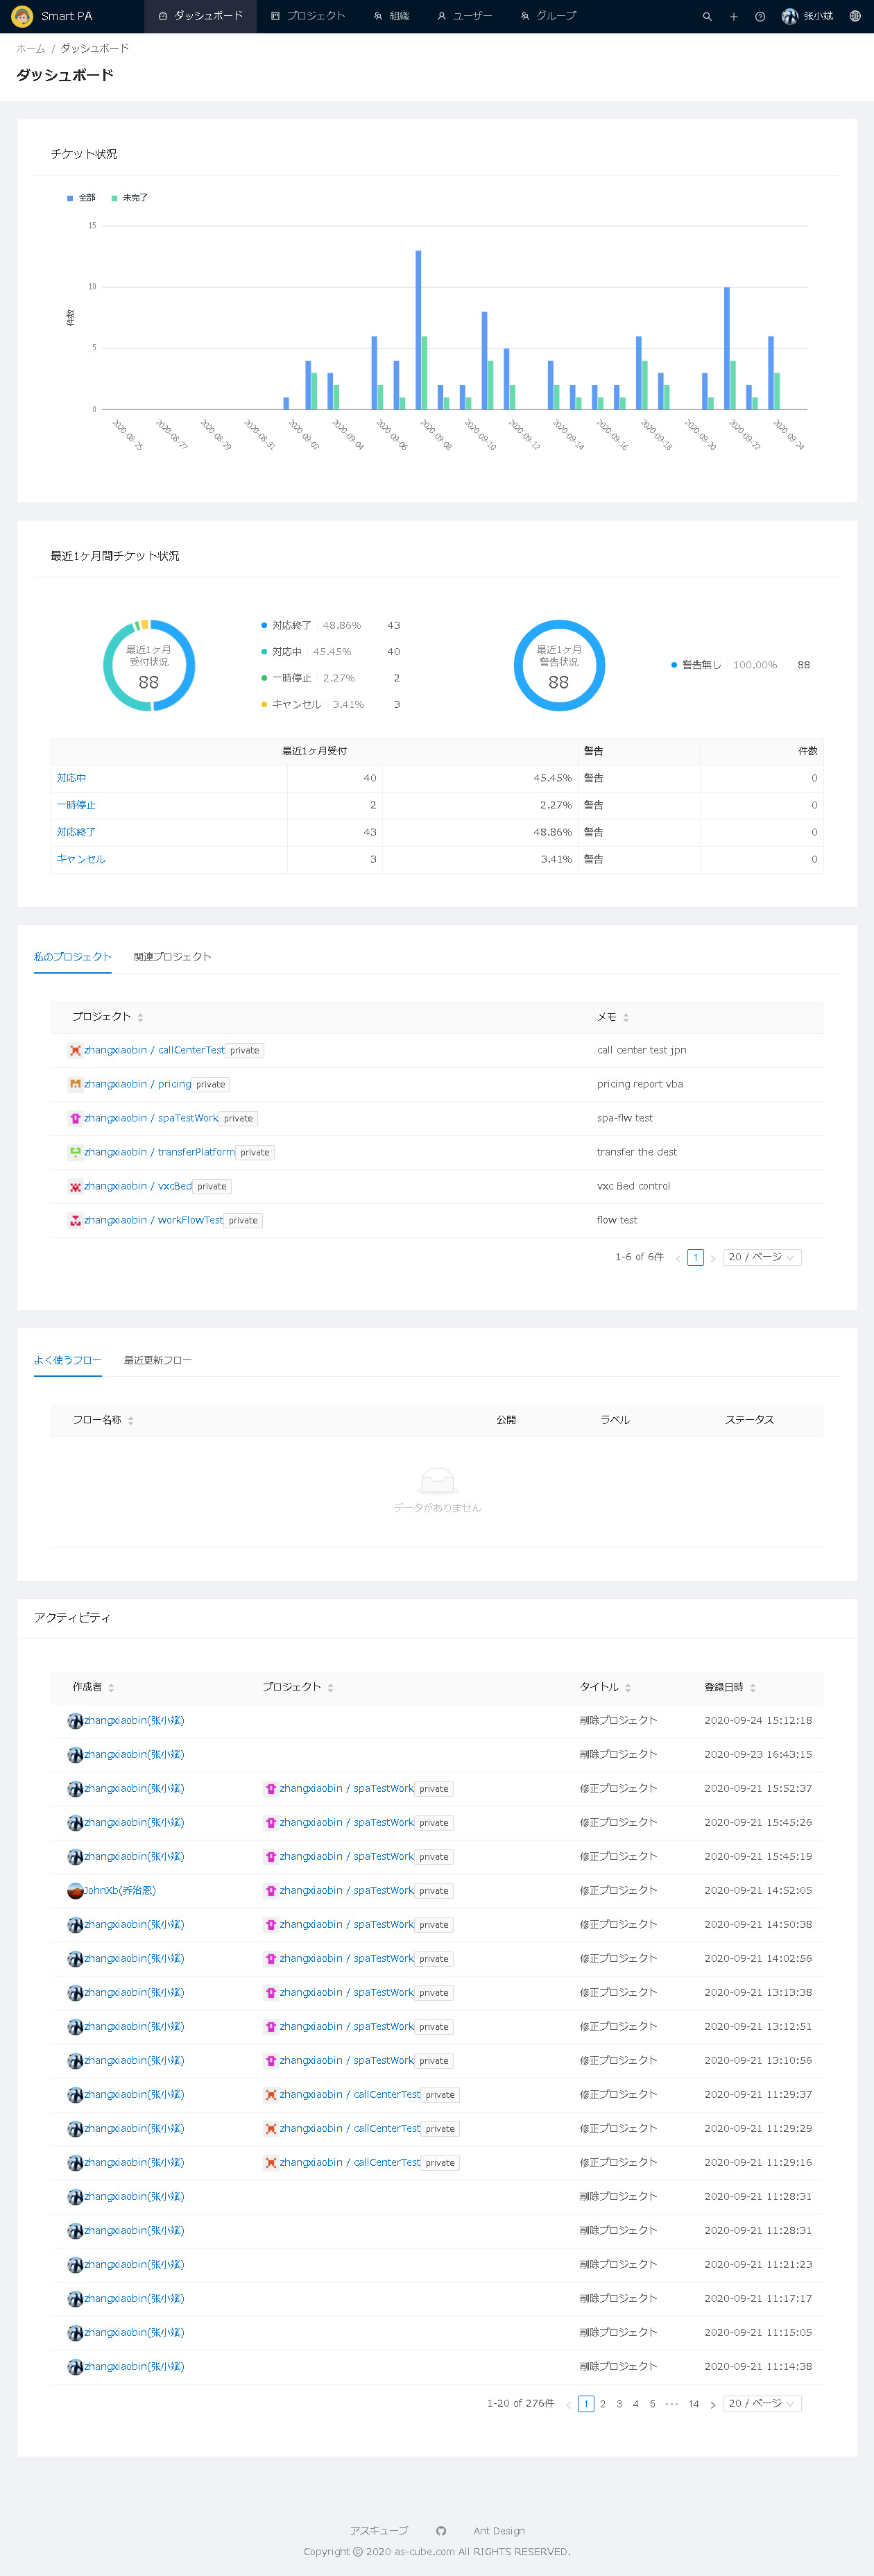 Smart PA ダッシュボード プロジェクト 組織 ユーザー グループ 张小斌
ホーム / ダッシュボード
ダッシュボード
チケット状況
全部 未完了
15
10
5
0
件数
2020-08-25 2020-08-27 2020-08-29 2020-08-31 2020-09-02 2020-09-04 2020-09-06 2020-09-08 2020-09-10 2020-09-12 2020-09-14 2020-09-16 2020-09-18 2020-09-20 2020-09-22 2020-09-24
最近1ヶ月間チケット状況
最近1ヶ月
受付状況
88
対応終了 48.86% 43
対応中 45.45% 40
一時停止 2.27% 2
キャンセル 3.41% 3
最近1ヶ月
警告状況
88
警告無し 100.00% 88
最近1ヶ月受付 警告 件数
対応中 40 45.45% 警告 0
一時停止 2 2.27% 警告 0
対応終了 43 48.86% 警告 0
キャンセル 3 3.41% 警告 0
私のプロジェクト 関連プロジェクト
プロジェクト メモ
zhangxiaobin / callCenterTest private call center test jpn
zhangxiaobin / pricing private pricing report vba
zhangxiaobin / spaTestWork private spa-flw test
zhangxiaobin / transferPlatform private transfer the dest
zhangxiaobin / vxcBed private vxc Bed control
zhangxiaobin / workFlowTest private flow test
1-6 of 6件 < 1 > 20 / ページ
よく使うフロー 最近更新フロー
フロー名称 公開 ラベル ステータス
データがありません
アクティビティ
作成者 プロジェクト タイトル 登録日時
zhangxiaobin(张小斌) 削除プロジェクト 2020-09-24 15:12:18
zhangxiaobin(张小斌) 削除プロジェクト 2020-09-23 16:43:15
zhangxiaobin(张小斌) zhangxiaobin / spaTestWork private 修正プロジェクト 2020-09-21 15:52:37
zhangxiaobin(张小斌) zhangxiaobin / spaTestWork private 修正プロジェクト 2020-09-21 15:45:26
zhangxiaobin(张小斌) zhangxiaobin / spaTestWork private 修正プロジェクト 2020-09-21 15:45:19
JohnXb(乔治恩) zhangxiaobin / spaTestWork private 修正プロジェクト 2020-09-21 14:52:05
zhangxiaobin(张小斌) zhangxiaobin / spaTestWork private 修正プロジェクト 2020-09-21 14:50:38
zhangxiaobin(张小斌) zhangxiaobin / spaTestWork private 修正プロジェクト 2020-09-21 14:02:56
zhangxiaobin(张小斌) zhangxiaobin / spaTestWork private 修正プロジェクト 2020-09-21 13:13:38
zhangxiaobin(张小斌) zhangxiaobin / spaTestWork private 修正プロジェクト 2020-09-21 13:12:51
zhangxiaobin(张小斌) zhangxiaobin / spaTestWork private 修正プロジェクト 2020-09-21 13:10:56
zhangxiaobin(张小斌) zhangxiaobin / callCenterTest private 修正プロジェクト 2020-09-21 11:29:37
zhangxiaobin(张小斌) zhangxiaobin / callCenterTest private 修正プロジェクト 2020-09-21 11:29:29
zhangxiaobin(张小斌) zhangxiaobin / callCenterTest private 修正プロジェクト 2020-09-21 11:29:16
zhangxiaobin(张小斌) 削除プロジェクト 2020-09-21 11:28:31
zhangxiaobin(张小斌) 削除プロジェクト 2020-09-21 11:28:31
zhangxiaobin(张小斌) 削除プロジェクト 2020-09-21 11:21:23
zhangxiaobin(张小斌) 削除プロジェクト 2020-09-21 11:17:17
zhangxiaobin(张小斌) 削除プロジェクト 2020-09-21 11:15:05
zhangxiaobin(张小斌) 削除プロジェクト 2020-09-21 11:14:38
1-20 of 276件 < 1 2 3 4 5 ••• 14 > 20 / ページ
アスキューブ Ant Design
Copyright © 2020 as-cube.com All RIGHTS RESERVED.